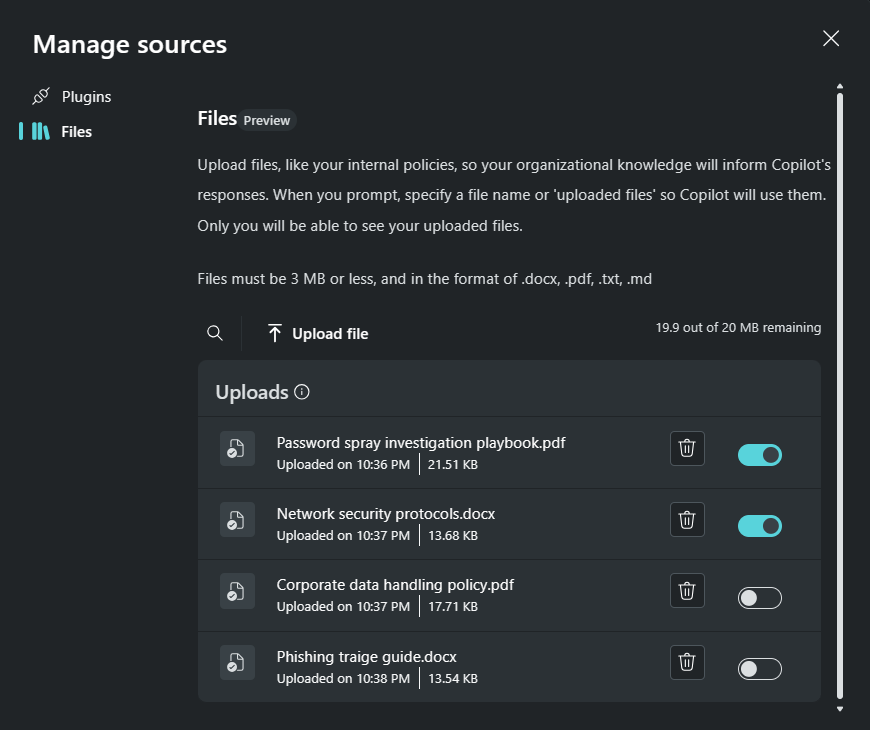 Manage sources
Plugins
Files
Files Preview
Upload files, like your internal policies, so your organizational knowledge will inform Copilot's
responses. When you prompt, specify a file name or 'uploaded files' so Copilot will use them.
Only you will be able to see your uploaded files.
Files must be 3 MB or less, and in the format of .docx, .pdf, .txt, .md
Upload file
19.9 out of 20 MB remaining
Uploads
Password spray investigation playbook.pdf
Uploaded on 10:36 PM 21.51 KB
Network security protocols.docx
Uploaded on 10:37 PM 13.68 KB
Corporate data handling policy.pdf
Uploaded on 10:37 PM 17.71 KB
Phishing traige guide.docx
Uploaded on 10:38 PM 13.54 KB